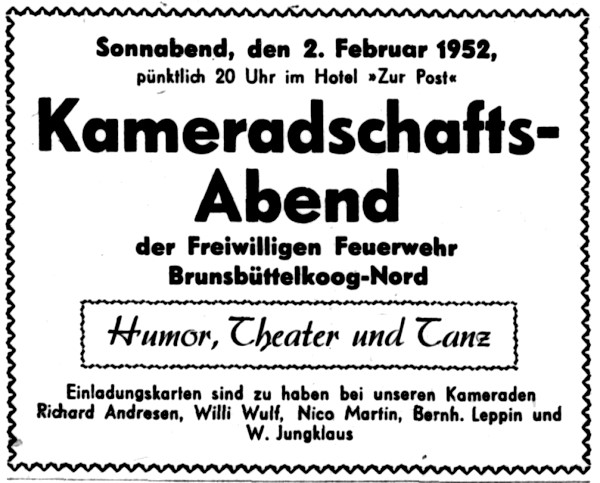 Sonnabend, den 2. Februar 1952,
pünktlich 20 Uhr im Hotel »Zur Post«
Kameradschafts-
Abend
der Freiwilligen Feuerwehr
Brunsbüttelkoog-Nord
Humor, Theater und Tanz
Einladungskarten sind zu haben bei unseren Kameraden
Richard Andresen, Willi Wulf, Nico Martin, Bernh. Leppin und
W. Jungklaus